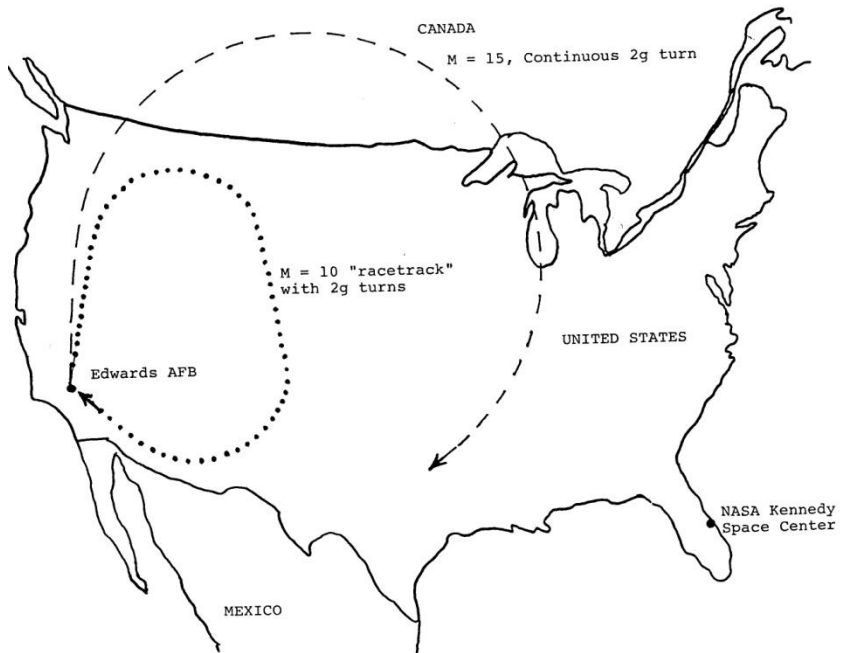 CANADA
M = 15, Continuous 2g turn
M = 10 "racetrack"
with 2g turns
UNITED STATES
Edwards AFB
NASA Kennedy
Space Center
MEXICO